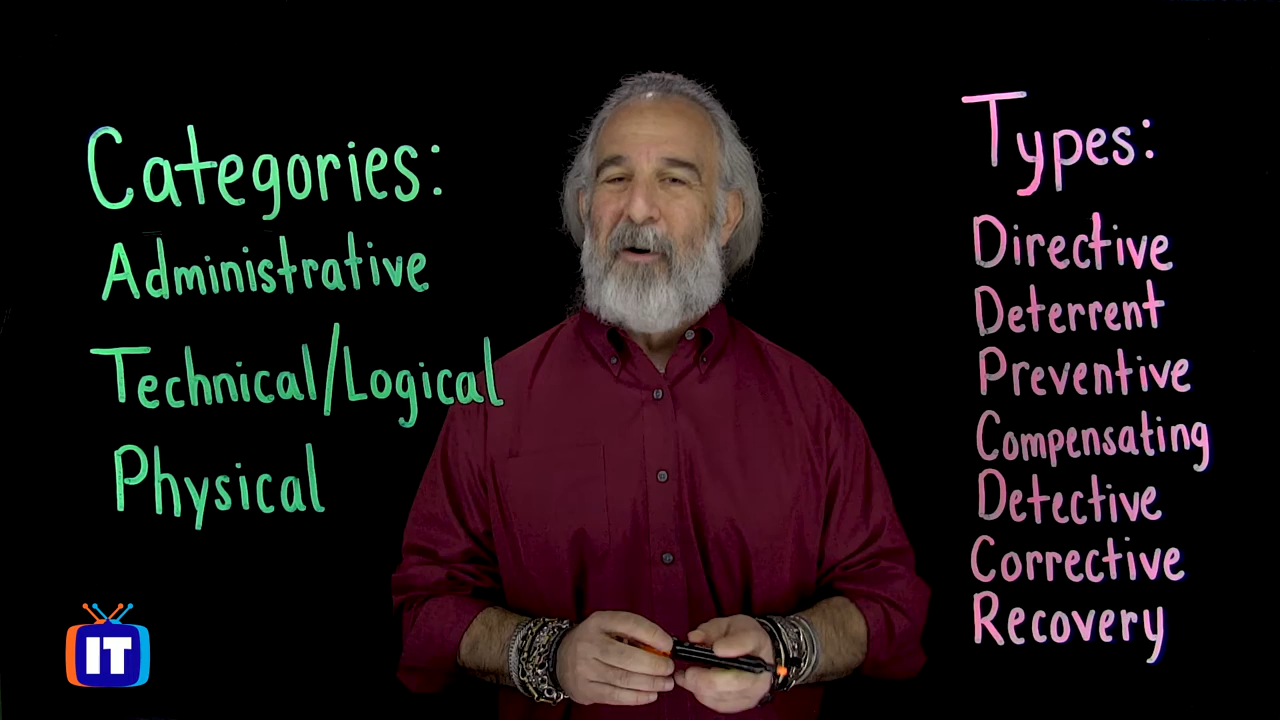 Categories:
Administrative
Technical/Logical
Physical
Types:
Directive
Deterrent
Preventive
Compensating
Detective
Corrective
Recovery
IT